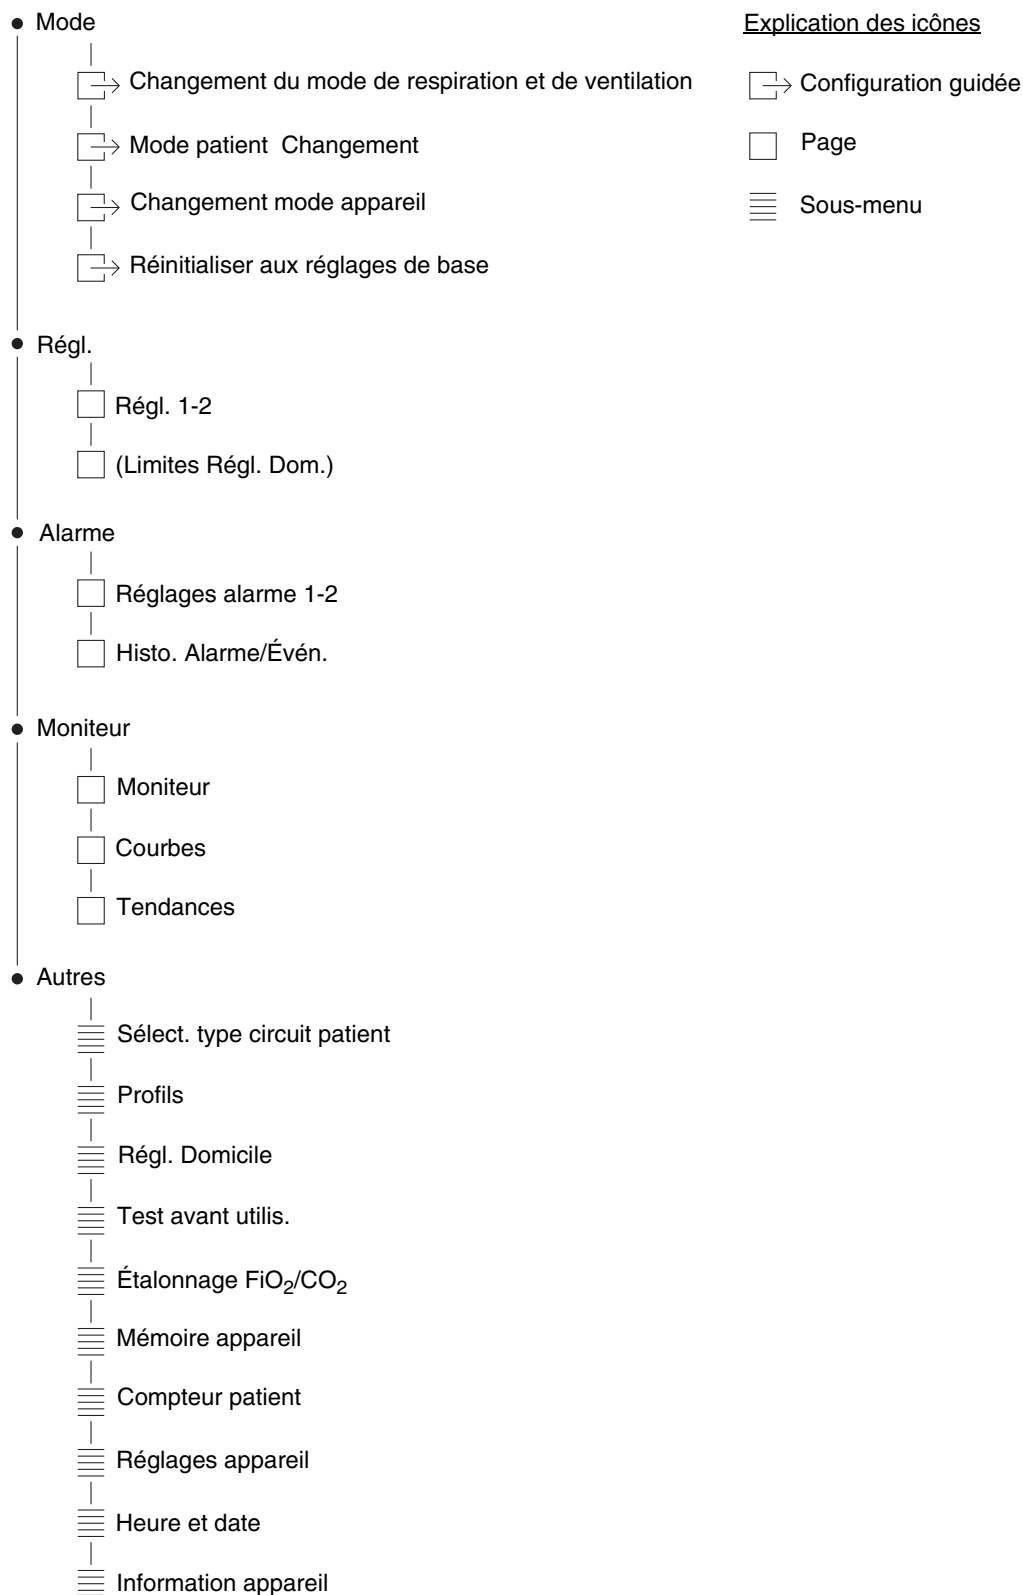 Mode
Changement du mode de respiration et de ventilation
Mode patient Changement
Changement mode appareil
Réinitialiser aux réglages de base
Régl.
Régl. 1-2
(Limites Régl. Dom.)
Alarme
Réglages alarme 1-2
Histo. Alarme/Évén.
Moniteur
Moniteur
Courbes
Tendances
Autres
Sélect. type circuit patient
Profils
Régl. Domicile
Test avant utilis.
Étalonnage FiO2/CO2
Mémoire appareil
Compteur patient
Réglages appareil
Heure et date
Information appareil
Explication des icônes
Configuration guidée
Page
Sous-menu